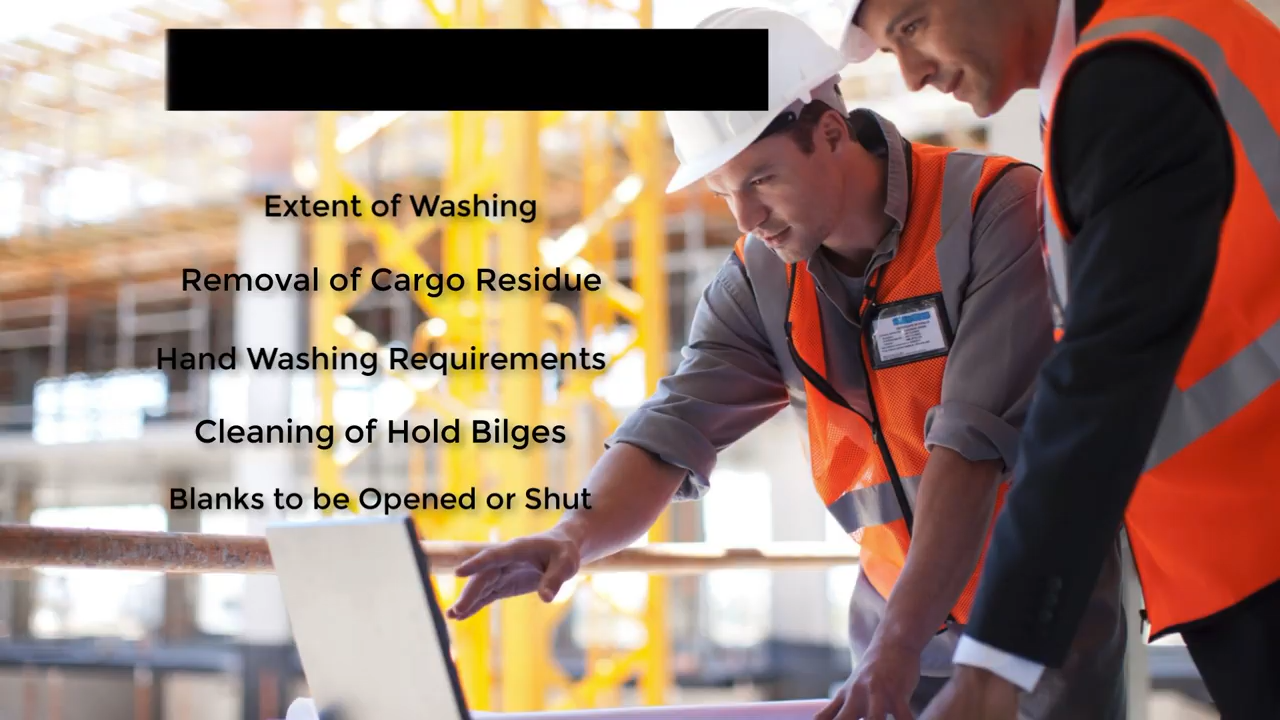 Extent of Washing
Removal of Cargo Residue
Hand Washing Requirements
Cleaning of Hold Bilges
Blanks to be Opened or Shut